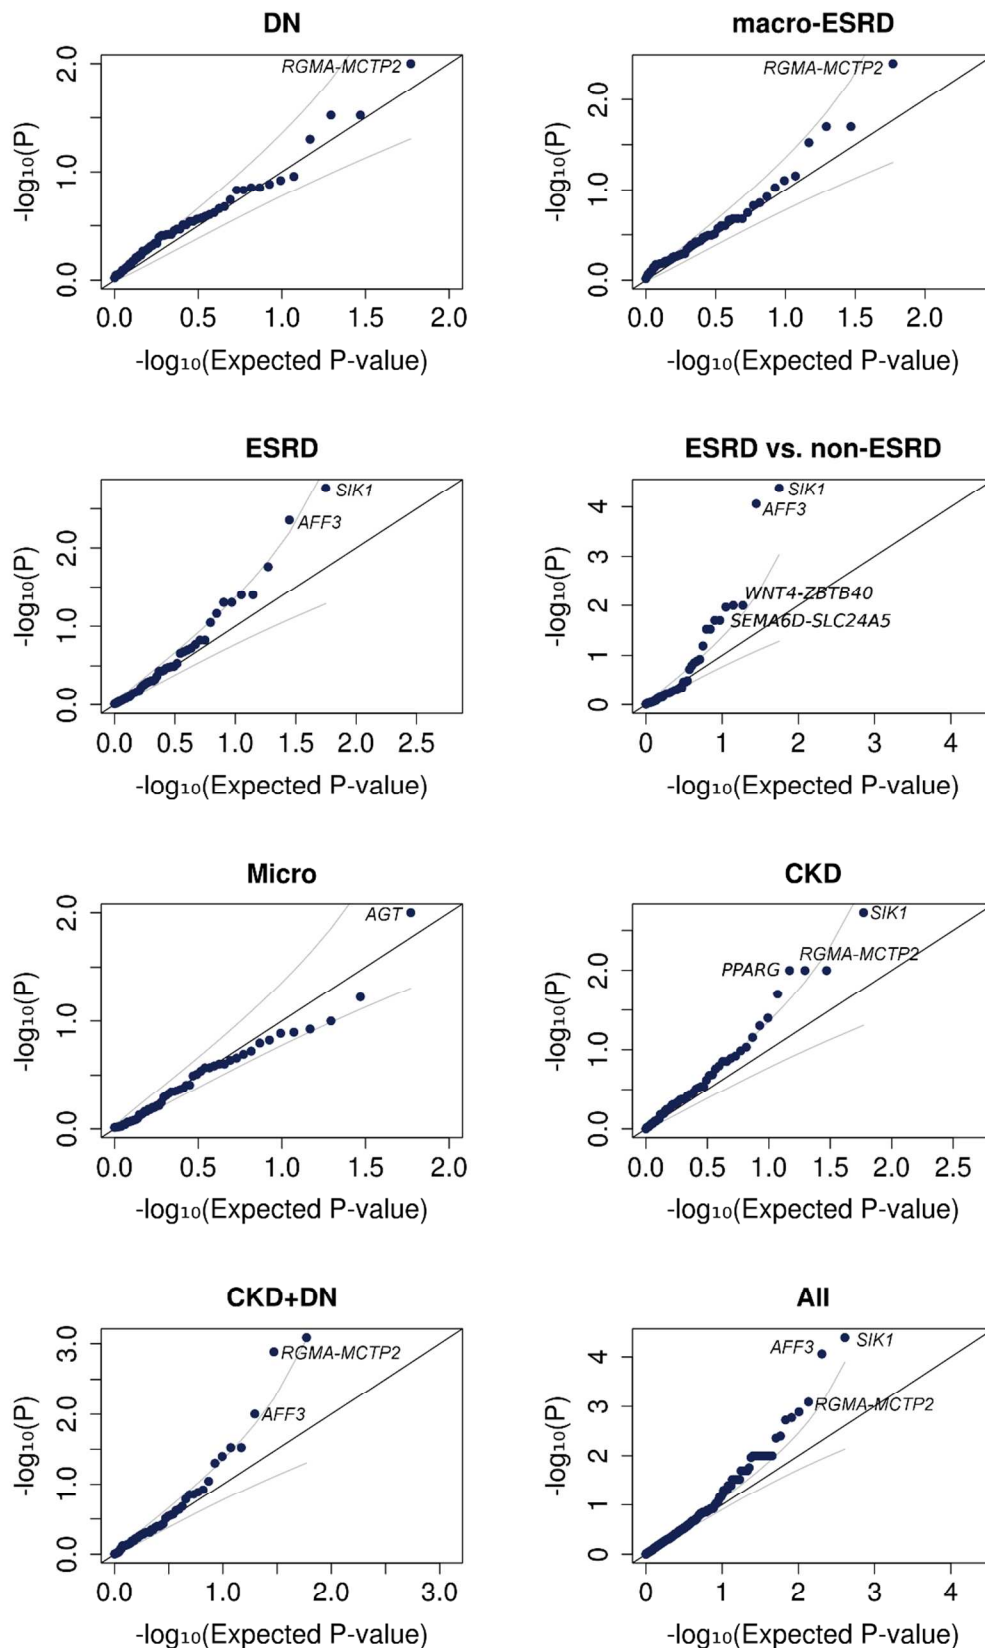 DN
-log₁₀(P)
2.0
1.0
0.0
RGMA-MCTP2
0.0 0.5 1.0 1.5 2.0
-log₁₀(Expected P-value)
macro-ESRD
-log₁₀(P)
2.0
1.0
0.0
RGMA-MCTP2
0.0 0.5 1.0 1.5 2.0
-log₁₀(Expected P-value)
ESRD
-log₁₀(P)
2.0
1.0
0.0
SIK1
AFF3
0.0 0.5 1.0 1.5 2.0 2.5
-log₁₀(Expected P-value)
ESRD vs. non-ESRD
-log₁₀(P)
4
3
2
1
0
SIK1
AFF3
WNT4-ZBTB40
SEMA6D-SLC24A5
0 1 2 3 4
-log₁₀(Expected P-value)
Micro
-log₁₀(P)
2.0
1.0
0.0
AGT
0.0 0.5 1.0 1.5 2.0
-log₁₀(Expected P-value)
CKD
-log₁₀(P)
2.0
1.0
0.0
SIK1
RGMA-MCTP2
PPARG
0.0 0.5 1.0 1.5 2.0 2.5
-log₁₀(Expected P-value)
CKD+DN
-log₁₀(P)
3.0
2.0
1.0
0.0
RGMA-MCTP2
AFF3
0.0 1.0 2.0 3.0
-log₁₀(Expected P-value)
All
-log₁₀(P)
4
3
2
1
0
AFF3 SIK1
RGMA-MCTP2
0 1 2 3 4
-log₁₀(Expected P-value)